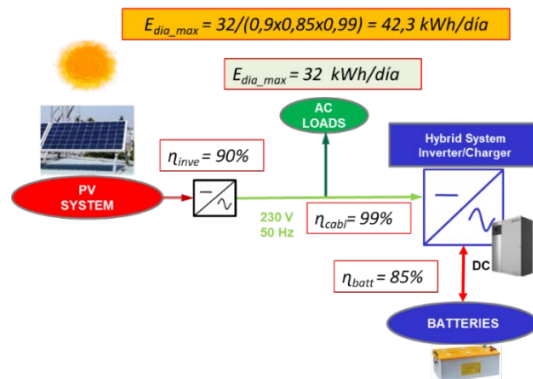 E_dia_max = 32/(0,9x0,85x0,99) = 42,3 kWh/día
E_dia_max = 32 kWh/día
AC
LOADS
Hybrid System
Inverter/Charger
η_inve = 90%
PV
SYSTEM
230 V
50 Hz
η_cabl = 99%
DC
η_batt = 85%
BATTERIES